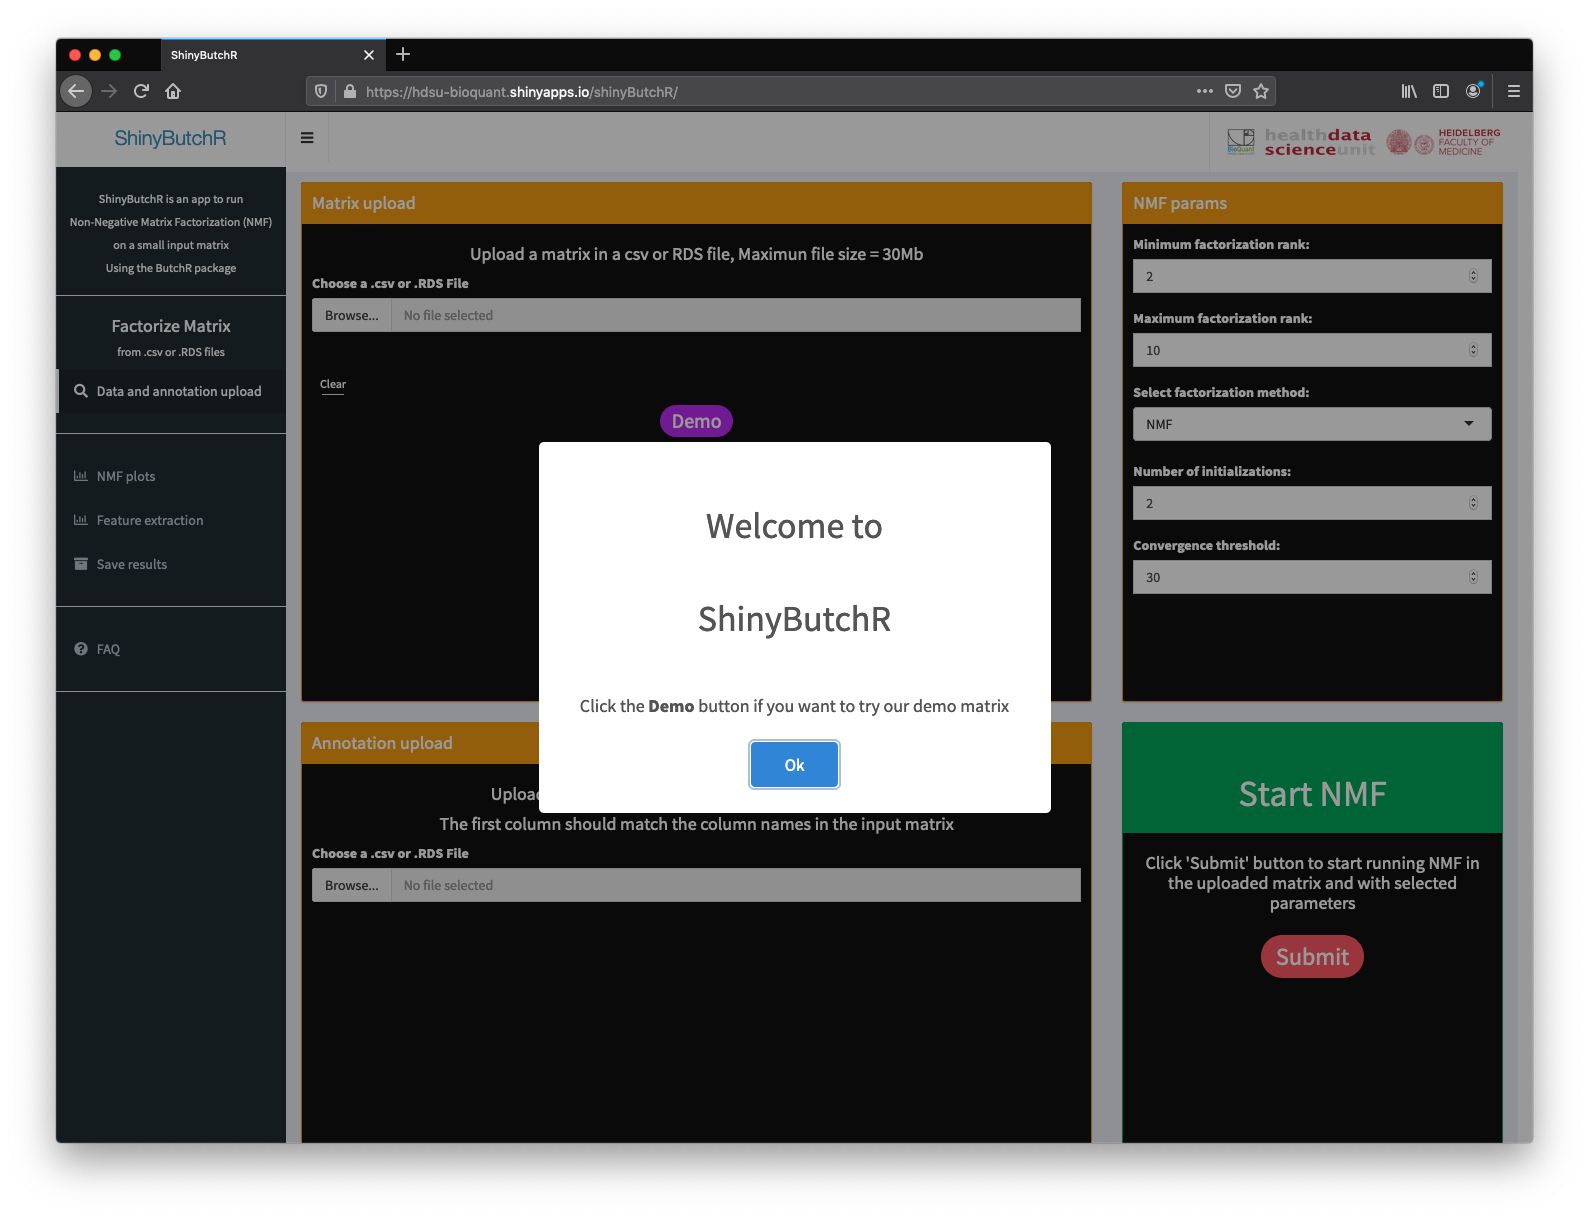 ShinyButchR
https://hdsu-bioquant.shinyapps.io/shinyButchR/
ShinyButchR
BioQuant
healthdata
scienceunit
HEIDELBERG
FACULTY OF
MEDICINE
ShinyButchR is an app to run
Non-Negative Matrix Factorization (NMF)
on a small input matrix
Using the ButchR package
Factorize Matrix
from .csv or .RDS files
Data and annotation upload
NMF plots
Feature extraction
Save results
FAQ
Matrix upload
Upload a matrix in a csv or RDS file, Maximun file size = 30Mb
Choose a .csv or .RDS File
Browse... No file selected
Clear
Demo
Welcome to
ShinyButchR
Click the Demo button if you want to try our demo matrix
Ok
Annotation upload
The first column should match the column names in the input matrix
Choose a .csv or .RDS File
Browse... No file selected
NMF params
Minimum factorization rank:
2
Maximum factorization rank:
10
Select factorization method:
NMF
Number of initializations:
2
Convergence threshold:
30
Start NMF
Click 'Submit' button to start running NMF in
the uploaded matrix and with selected
parameters
Submit